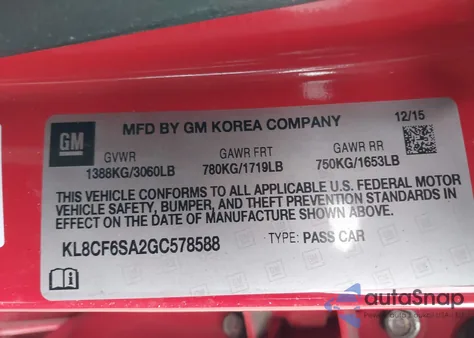 MFD BY GM KOREA COMPANY
12/15
GM
GVWR GAWR FRT GAWR RR
1388KG/3060LB 780KG/1719LB 750KG/1653LB
THIS VEHICLE CONFORMS TO ALL APPLICABLE U.S. FEDERAL MOTOR
VEHICLE SAFETY, BUMPER, AND THEFT PREVENTION STANDARDS IN
EFFECT ON THE DATE OF MANUFACTURE SHOWN ABOVE.
KL8CF6SA2GC578588 TYPE: PASS CAR
autoSnap